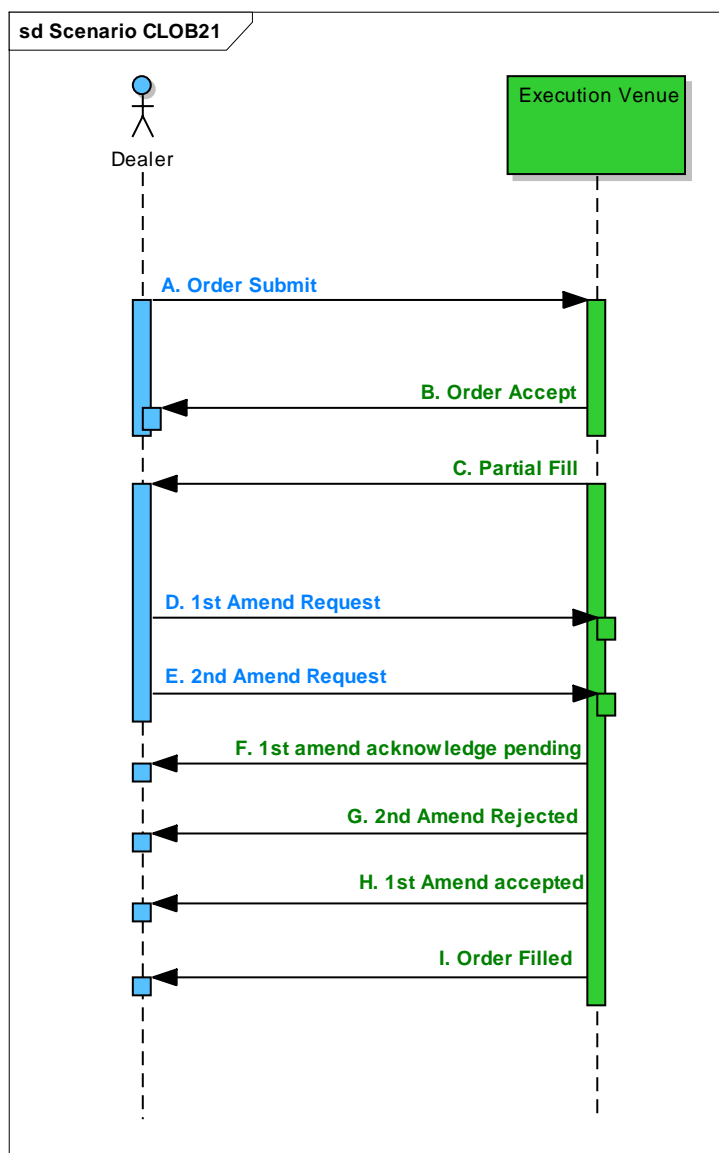 sd Scenario CLOB21
Dealer
Execution Venue
A. Order Submit
B. Order Accept
C. Partial Fill
D. 1st Amend Request
E. 2nd Amend Request
F. 1st amend acknowledge pending
G. 2nd Amend Rejected
H. 1st Amend accepted
I. Order Filled